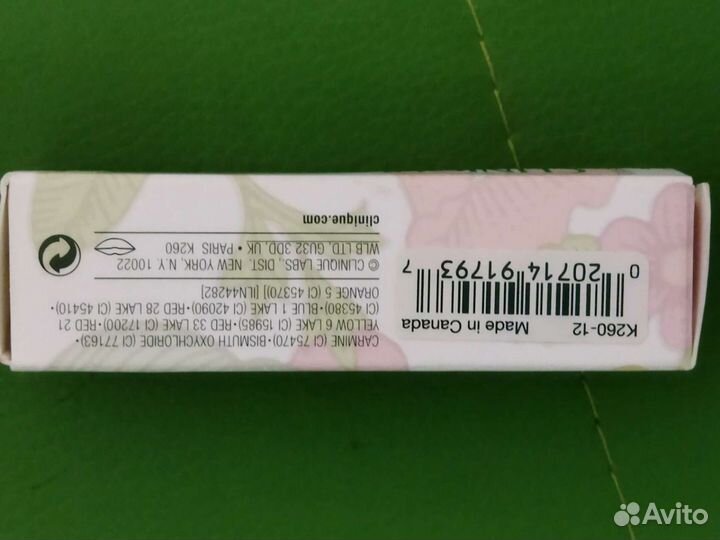 CARMINE (CI 75470)•BISMUTH OXYCHLORIDE (CI 77163)•
YELLOW 6 LAKE (CI 15985)•RED 33 LAKE (CI 17200)•RED 21
(CI 45380)•BLUE 1 LAKE (CI 42090)•RED 28 LAKE (CI 45410)•
ORANGE 5 (CI 45370)] [ILN44282]
© CLINIQUE LABS., DIST. NEW YORK, N.Y. 10022
WLB LTD, GU32 3DD, UK • PARIS K260
clinique.com
K260-12
Made in Canada
0 20714 91793 7
Avito